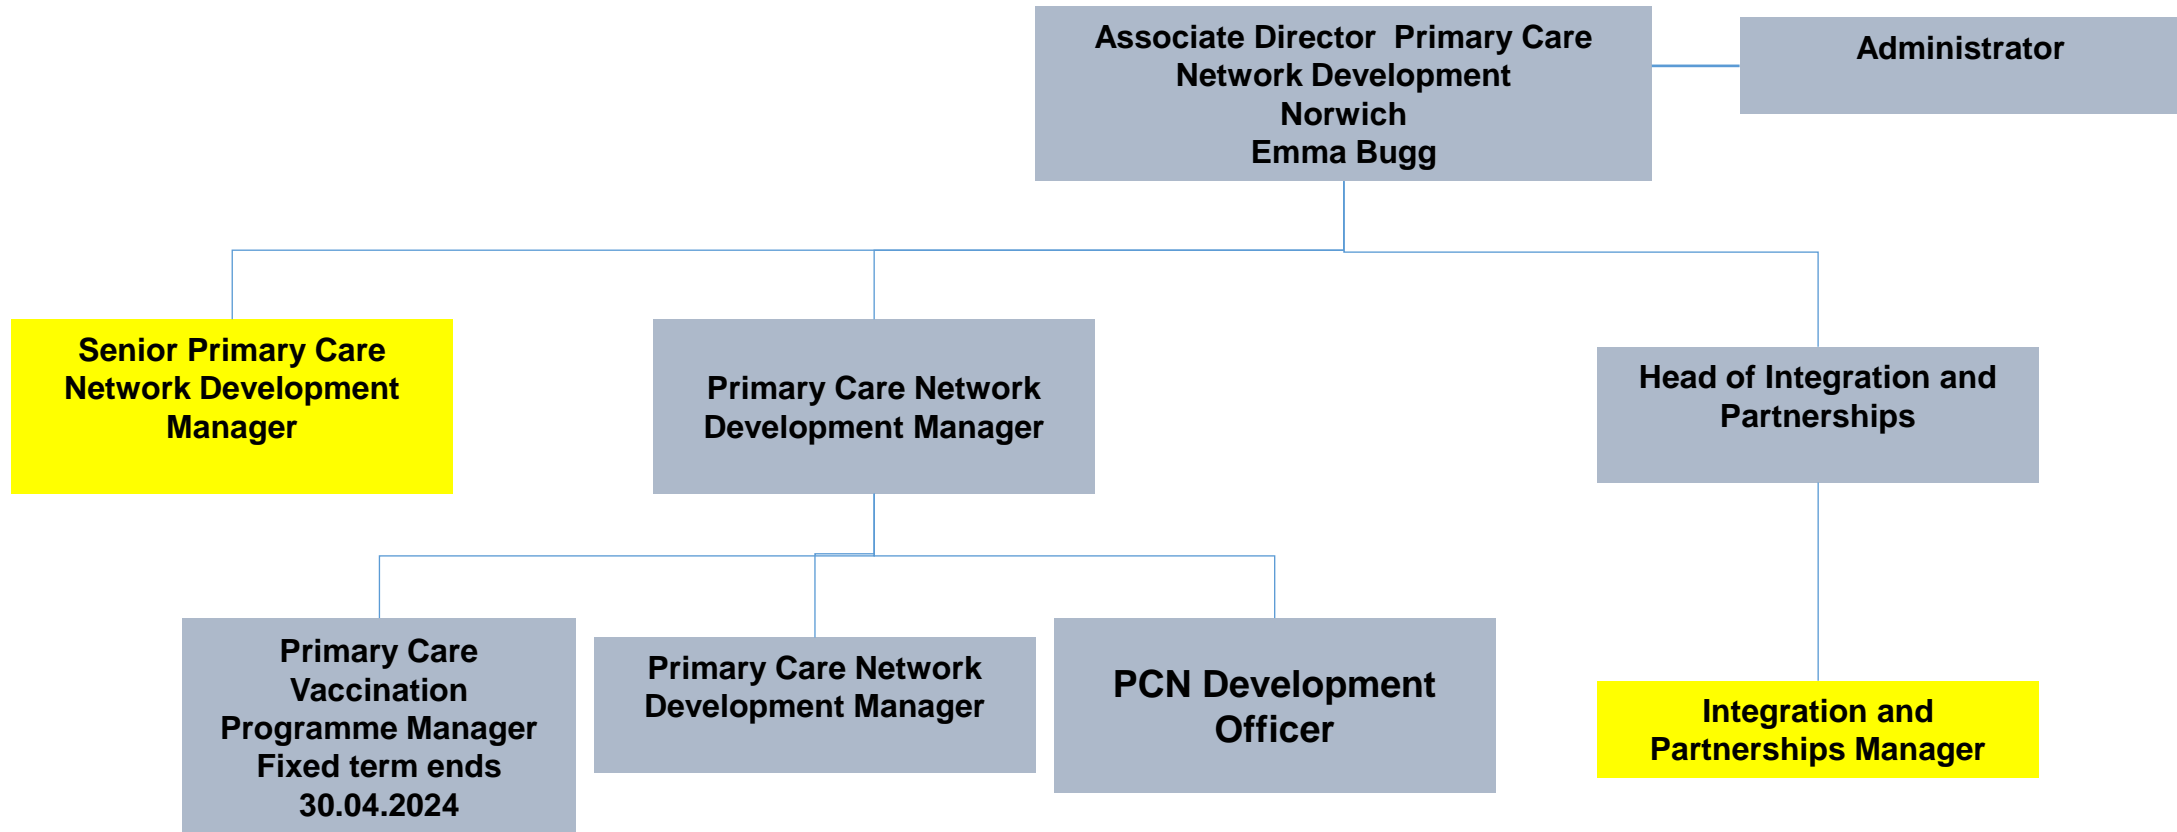 Associate Director  Primary Care
Network Development
Norwich
Emma Bugg
Administrator
Senior Primary Care
Network Development
Manager
Primary Care Network
Development Manager
Head of Integration and
Partnerships
Primary Care
Vaccination
Programme Manager
Fixed term ends
30.04.2024
Primary Care Network
Development Manager
PCN Development
Officer
Integration and
Partnerships Manager